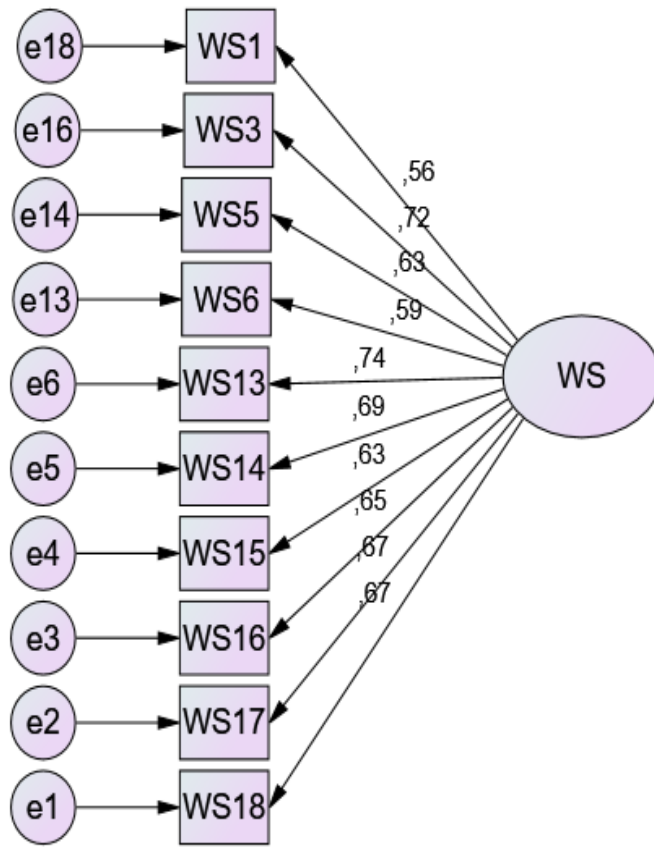 e18 WS1
,56
e16 WS3
,72
e14 WS5
,63
e13 WS6
,59
,74
e6 WS13
WS
,69
e5 WS14
,63
,65
e4 WS15
,67
,67
e3 WS16
e2 WS17
e1 WS18